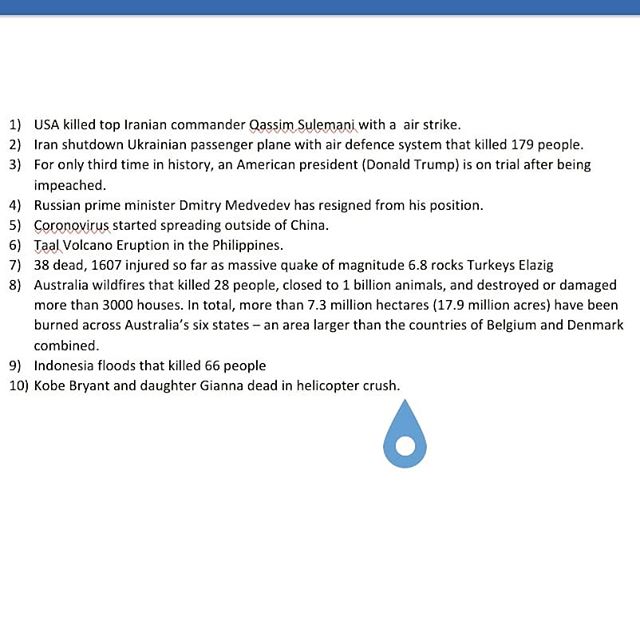 1) USA killed top Iranian commander Qassim Sulemani with a air strike.
2) Iran shutdown Ukrainian passenger plane with air defence system that killed 179 people.
3) For only third time in history, an American president (Donald Trump) is on trial after being
impeached.
4) Russian prime minister Dmitry Medvedev has resigned from his position.
5) Coronovirus started spreading outside of China.
6) Taal Volcano Eruption in the Philippines.
7) 38 dead, 1607 injured so far as massive quake of magnitude 6.8 rocks Turkeys Elazig
8) Australia wildfires that killed 28 people, closed to 1 billion animals, and destroyed or damaged
more than 3000 houses. In total, more than 7.3 million hectares (17.9 million acres) have been
burned across Australia's six states – an area larger than the countries of Belgium and Denmark
combined.
9) Indonesia floods that killed 66 people
10) Kobe Bryant and daughter Gianna dead in helicopter crush.